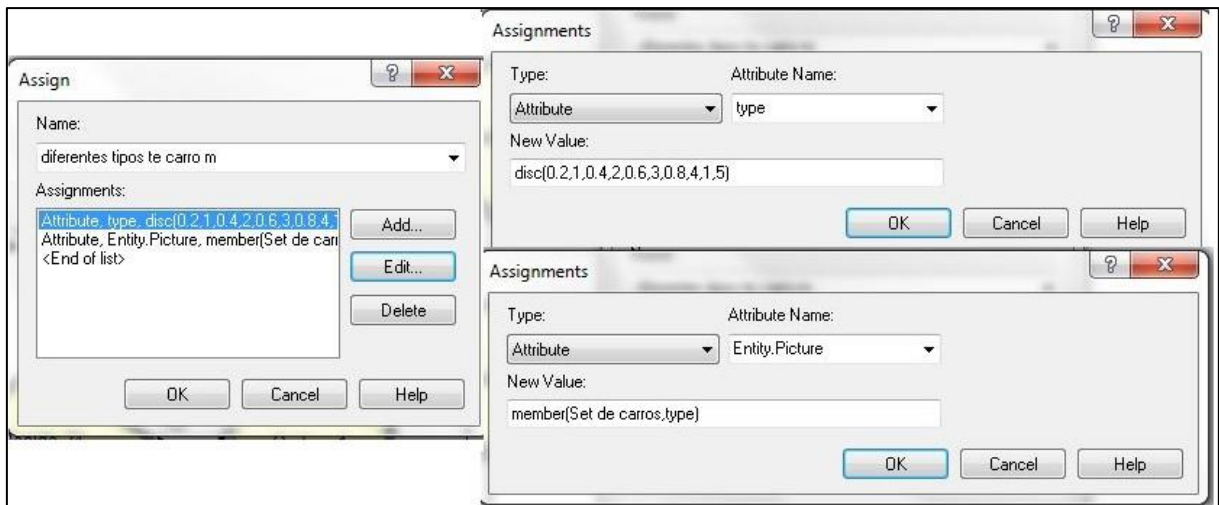 Assign
Name:
diferentes tipos te carro m
Assignments:
Attribute, type, disc(0.2,1,0.4,2,0.6,3,0.8,4,1
Attribute, Entity.Picture, member(Set de carr
<End of list>
Add...
Edit...
Delete
OK Cancel Help
Assignments
Type: Attribute Name:
Attribute type
New Value:
disc(0.2,1,0.4,2,0.6,3,0.8,4,1,5)
OK Cancel Help
Assignments
Type: Attribute Name:
Attribute Entity.Picture
New Value:
member(Set de carros,type)
OK Cancel Help